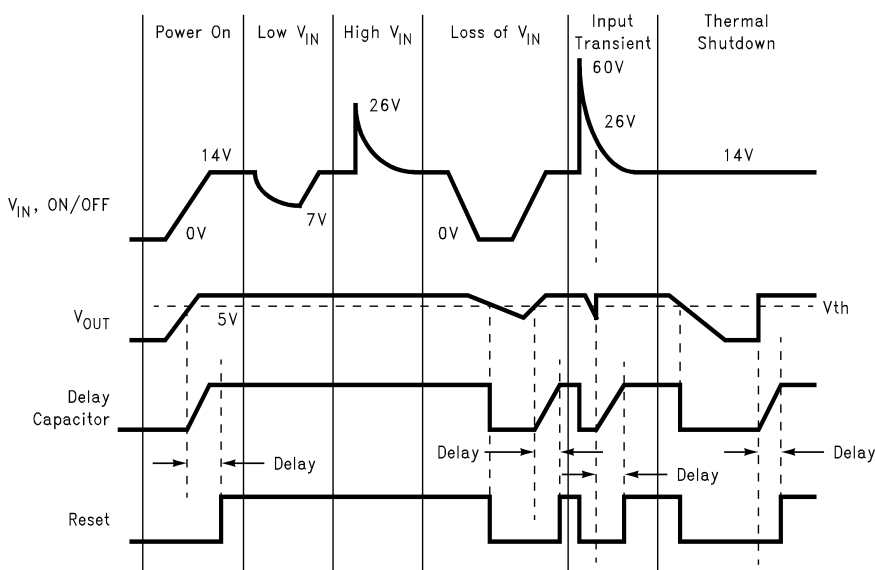 Power On
Low VIN
High VIN
Loss of VIN
Input
Transient
Thermal
Shutdown
60V
26V
26V
14V
14V
VIN, ON/OFF
0V
7V
0V
VOUT
5V
Vth
Delay
Capacitor
Delay
Delay
Delay
Delay
Reset